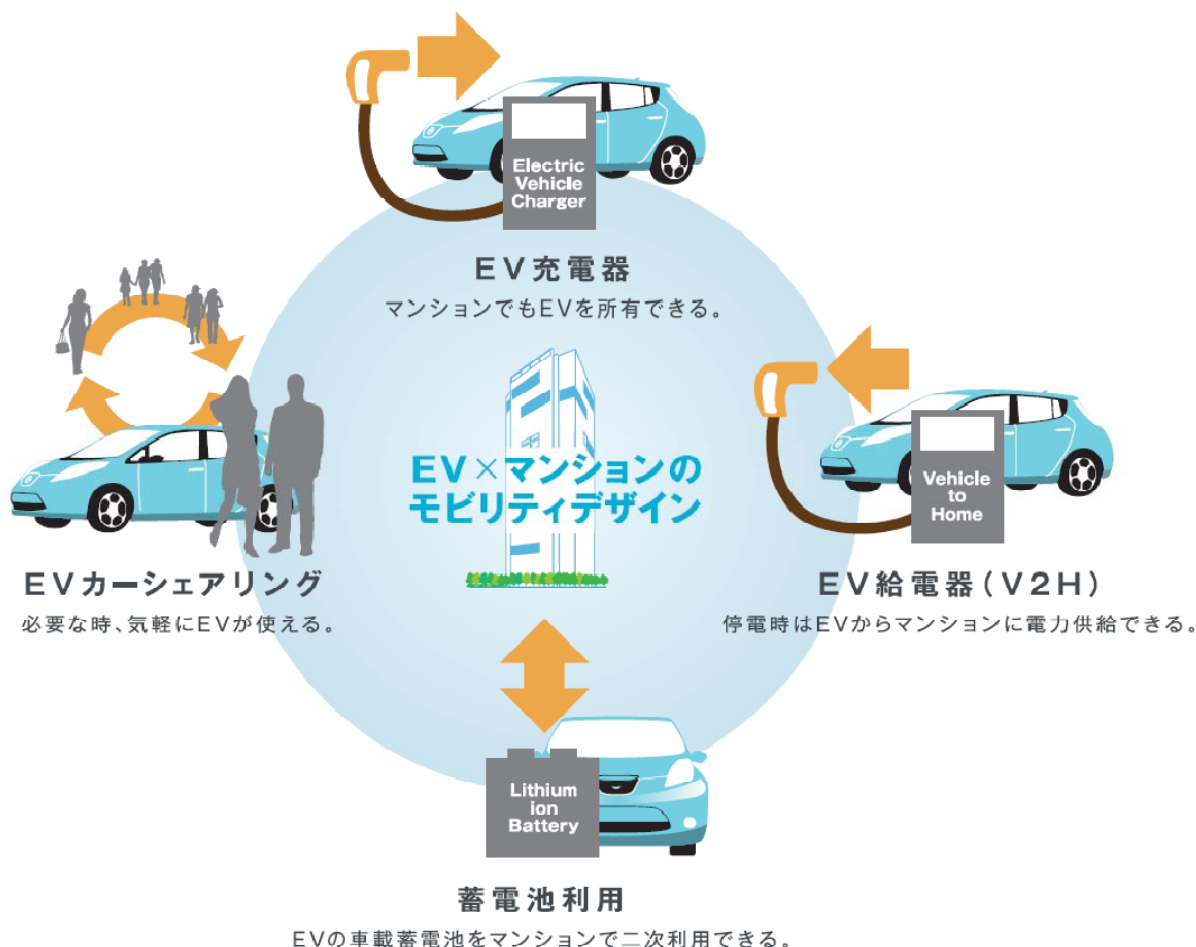 Electric
Vehicle
Charger
EV充電器
マンションでもEVを所有できる。
EV×マンションの
モビリティデザイン
Vehicle
to
Home
EVカーシェアリング
必要な時、気軽にEVが使える。
EV給電器(V2H)
停電時はEVからマンションに電力供給できる。
Lithium
ion
Battery
蓄電池利用
EVの車載蓄電池をマンションで二次利用できる。